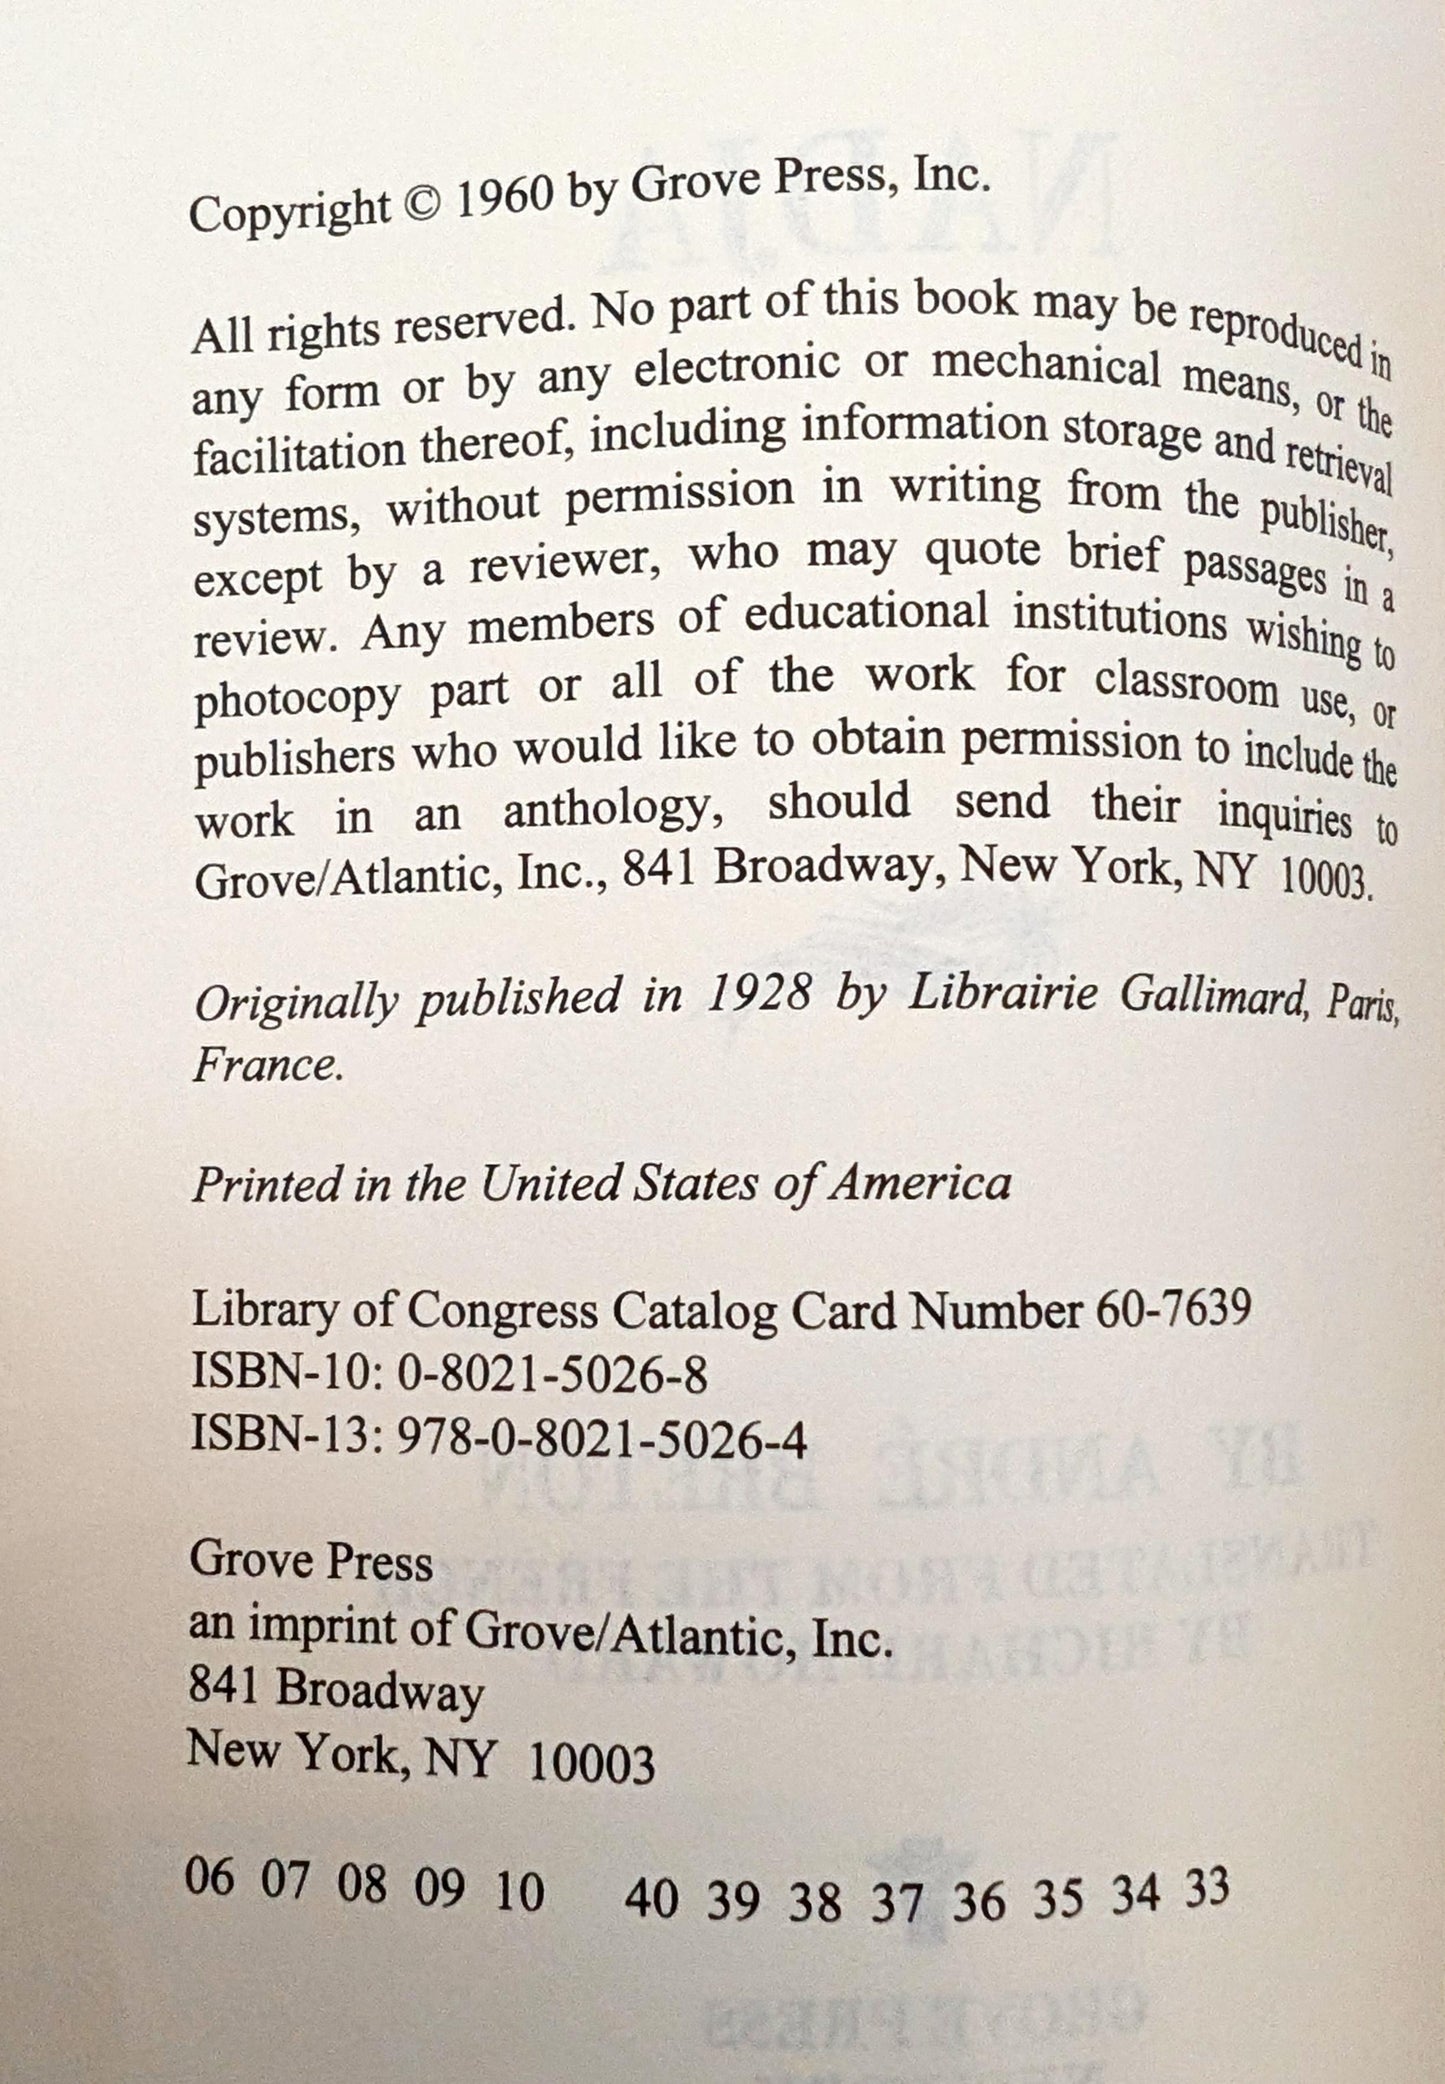 Copyright © 1960 by Grove Press, Inc.
All rights reserved. No part of this book may be reproduced in
any form or by any electronic or mechanical means, or the
facilitation thereof, including information storage and retrieval
systems, without permission in writing from the publisher,
except by a reviewer, who may quote brief passages in a
review. Any members of educational institutions wishing to
photocopy part or all of the work for classroom use, or
publishers who would like to obtain permission to include the
work in an anthology, should send their inquiries to
Grove/Atlantic, Inc., 841 Broadway, New York, NY 10003.
Originally published in 1928 by Librairie Gallimard, Paris,
France.
Printed in the United States of America
Library of Congress Catalog Card Number 60-7639
ISBN-10: 0-8021-5026-8
ISBN-13: 978-0-8021-5026-4
Grove Press
an imprint of Grove/Atlantic, Inc.
841 Broadway
New York, NY 10003
06 07 08 09 10 40 39 38 37 36 35 34 33